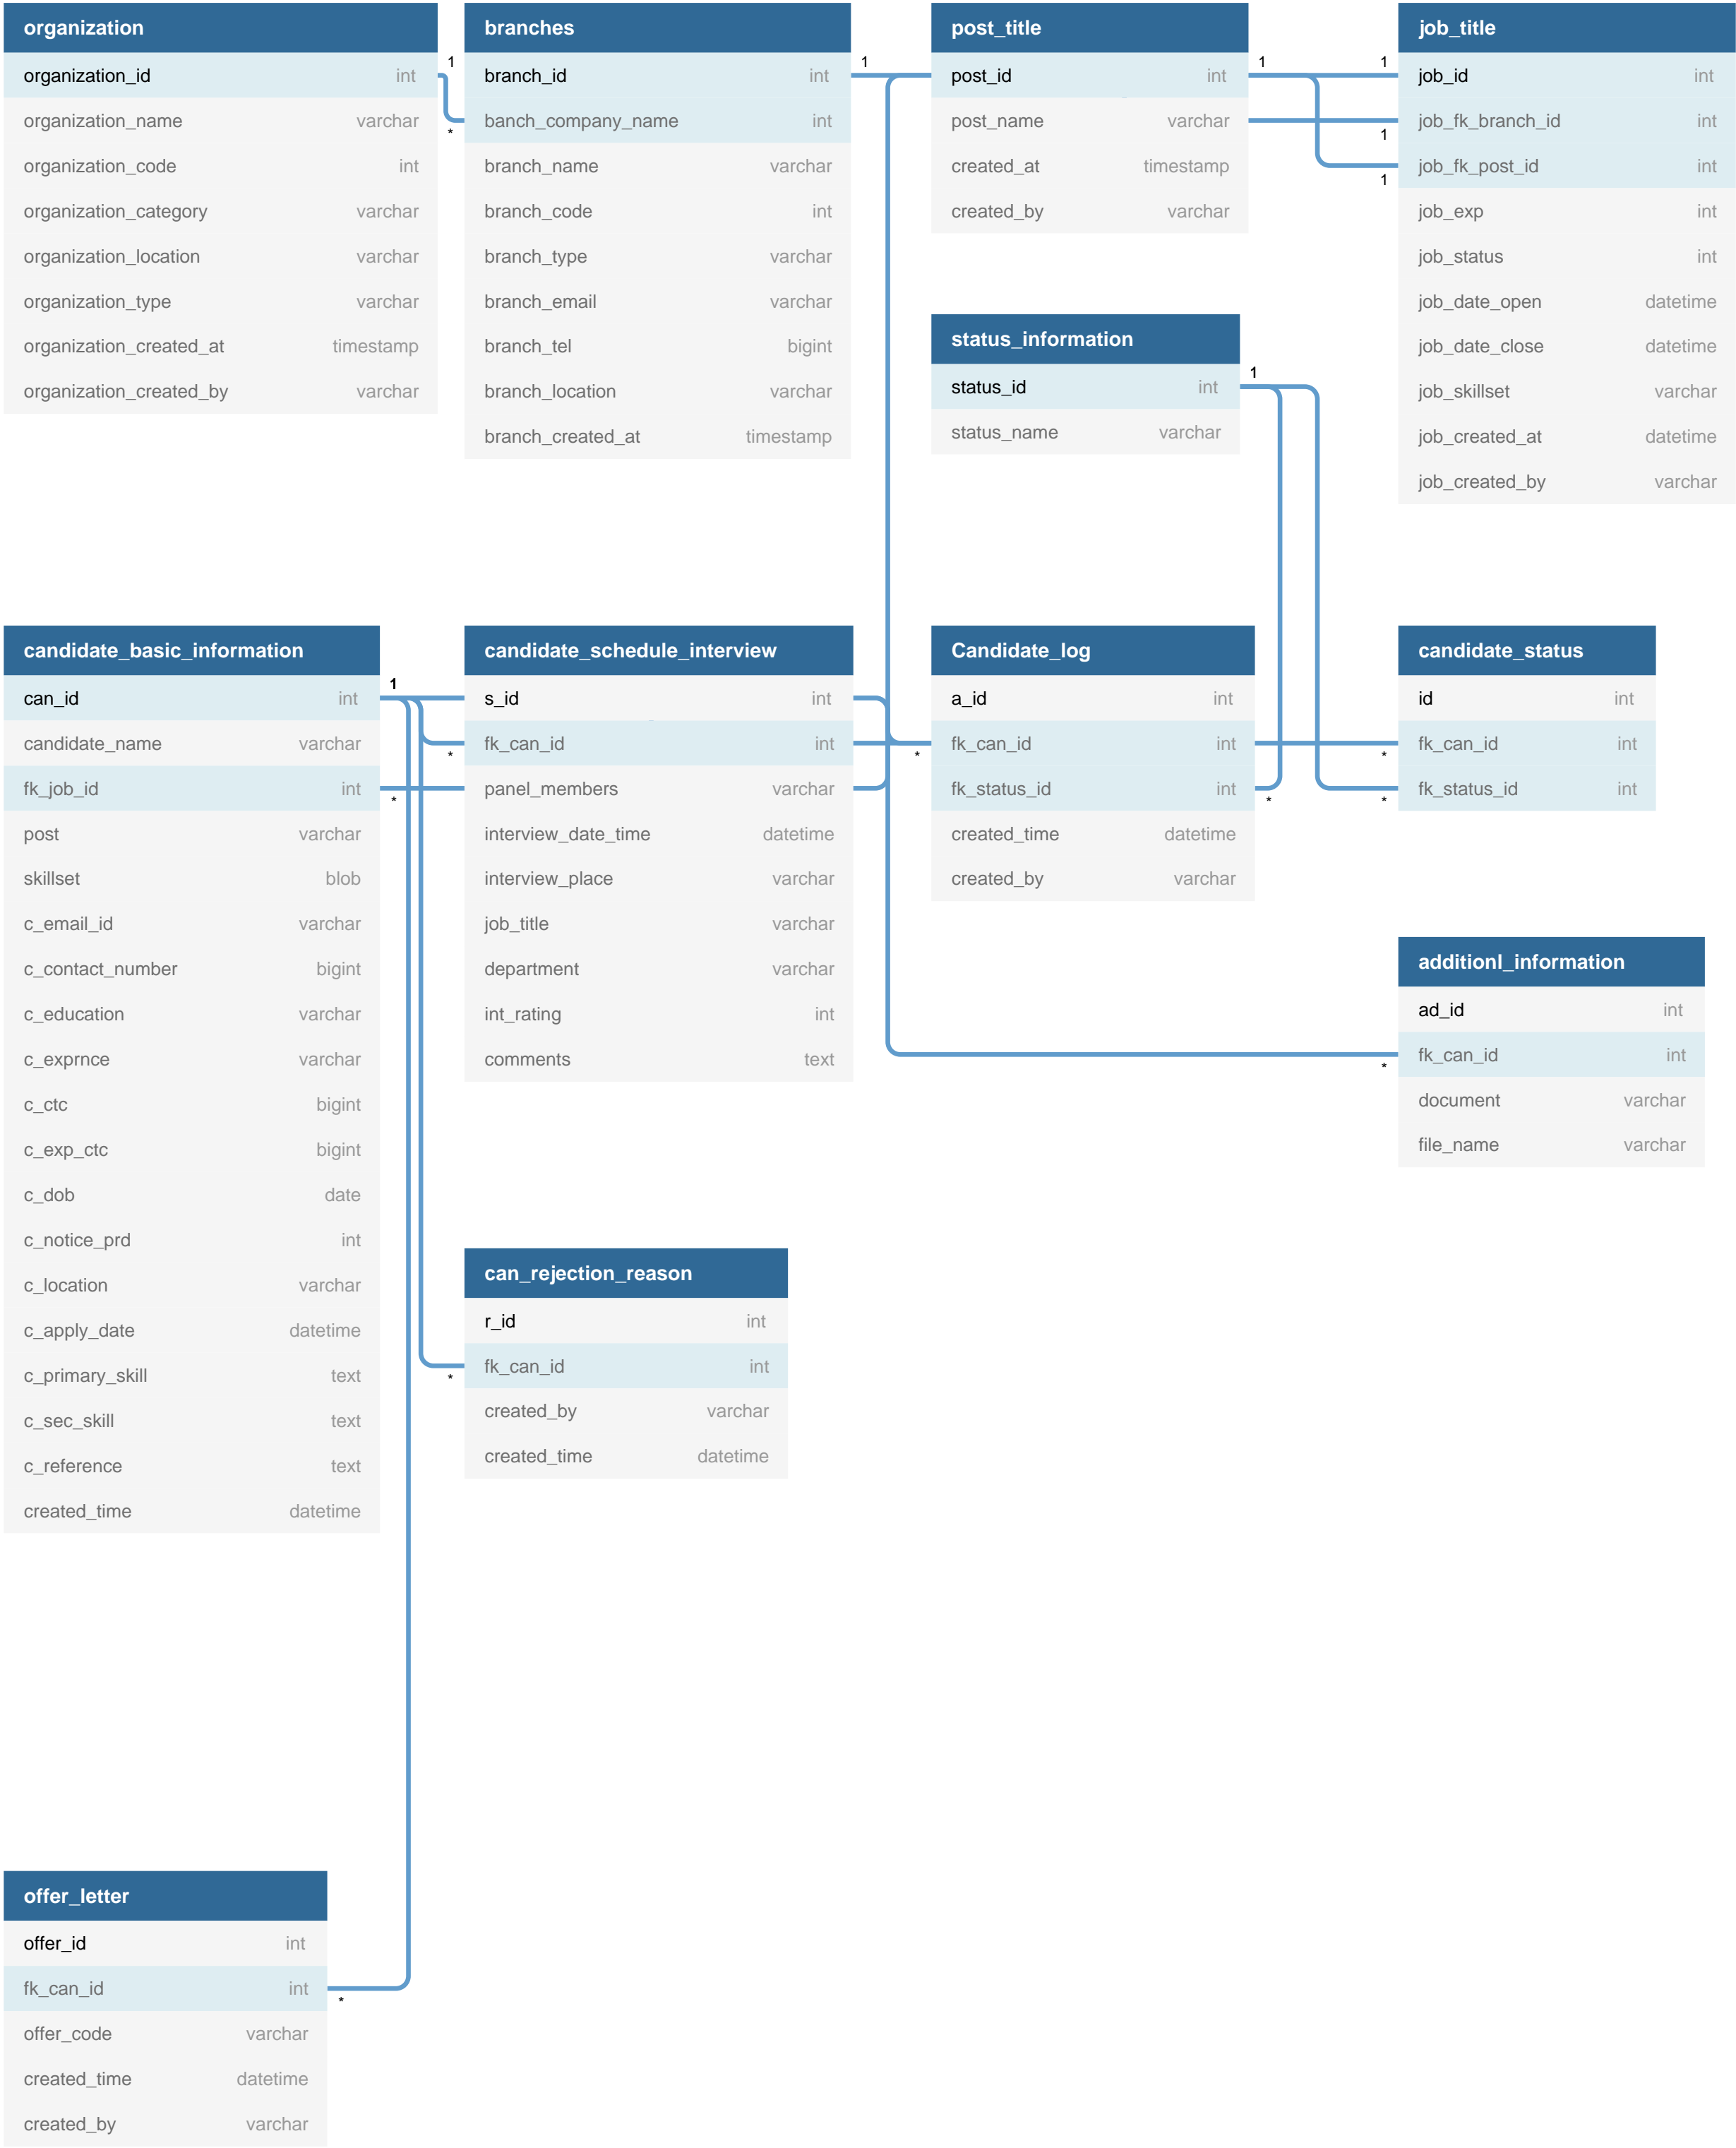 organization
organization_id int
organization_name varchar
organization_code int
organization_category varchar
organization_location varchar
organization_type varchar
organization_created_at timestamp
organization_created_by varchar
1
*
branches
branch_id int
banch_company_name int
branch_name varchar
branch_code int
branch_type varchar
branch_email varchar
branch_tel bigint
branch_location varchar
branch_created_at timestamp
1
post_title
post_id int
post_name varchar
created_at timestamp
created_by varchar
1
1
1
1
job_title
job_id int
job_fk_branch_id int
job_fk_post_id int
job_exp int
job_status int
job_date_open datetime
job_date_close datetime
job_skillset varchar
job_created_at datetime
job_created_by varchar
status_information
status_id int
status_name varchar
1
candidate_basic_information
can_id int
candidate_name varchar
fk_job_id int
post varchar
skillset blob
c_email_id varchar
c_contact_number bigint
c_education varchar
c_exprnce varchar
c_ctc bigint
c_exp_ctc bigint
c_dob date
c_notice_prd int
c_location varchar
c_apply_date datetime
c_primary_skill text
c_sec_skill text
c_reference text
created_time datetime
1
*
*
candidate_schedule_interview
s_id int
fk_can_id int
panel_members varchar
interview_date_time datetime
interview_place varchar
job_title varchar
department varchar
int_rating int
comments text
*
Candidate_log
a_id int
fk_can_id int
fk_status_id int
created_time datetime
created_by varchar
*
*
*
candidate_status
id int
fk_can_id int
fk_status_id int
additionl_information
ad_id int
fk_can_id int
document varchar
file_name varchar
*
can_rejection_reason
r_id int
fk_can_id int
created_by varchar
created_time datetime
*
offer_letter
offer_id int
fk_can_id int
offer_code varchar
created_time datetime
created_by varchar
*